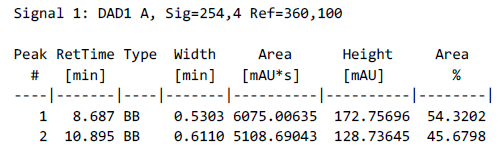 Signal 1: DAD1 A, Sig=254,4 Ref=360,100
Peak RetTime Type  Width     Area      Height     Area
  #   [min]        [min]   [mAU*s]     [mAU]        %
----|-------|----|-------|----------|----------|--------|
   1   8.687 BB    0.5303 6075.00635  172.75696  54.3202
   2  10.895 BB    0.6110 5108.69043  128.73645  45.6798